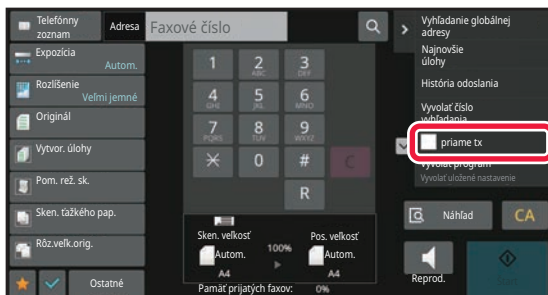 Telefónny
zoznam
Adresa
Faxové číslo
Expozícia
Autom.
Rozlíšenie
Veľmi jemné
Originál
Vytvor. úlohy
Pom. rež. sk.
Sken. ťažkého pap.
Rôz.veľk.orig.
Ostatné
1
2
ABC
3
DEF
4
GHI
5
JKL
6
MNO
7
PQRS
8
TUV
9
WXYZ
0
#
C
R
Sken. veľkosť
Autom.
A4
100%
Pos. veľkosť
Autom.
A4
Pamäť prijatých faxov: 0%
Vyhľadanie globálnej
adresy
Najnovšie
úlohy
História odoslania
Vyvolať číslo
vyhľadania
priame tx
Vyvolať program
Vyvolať uložené nastavenie
Náhľad
CA
Reprod.
Start